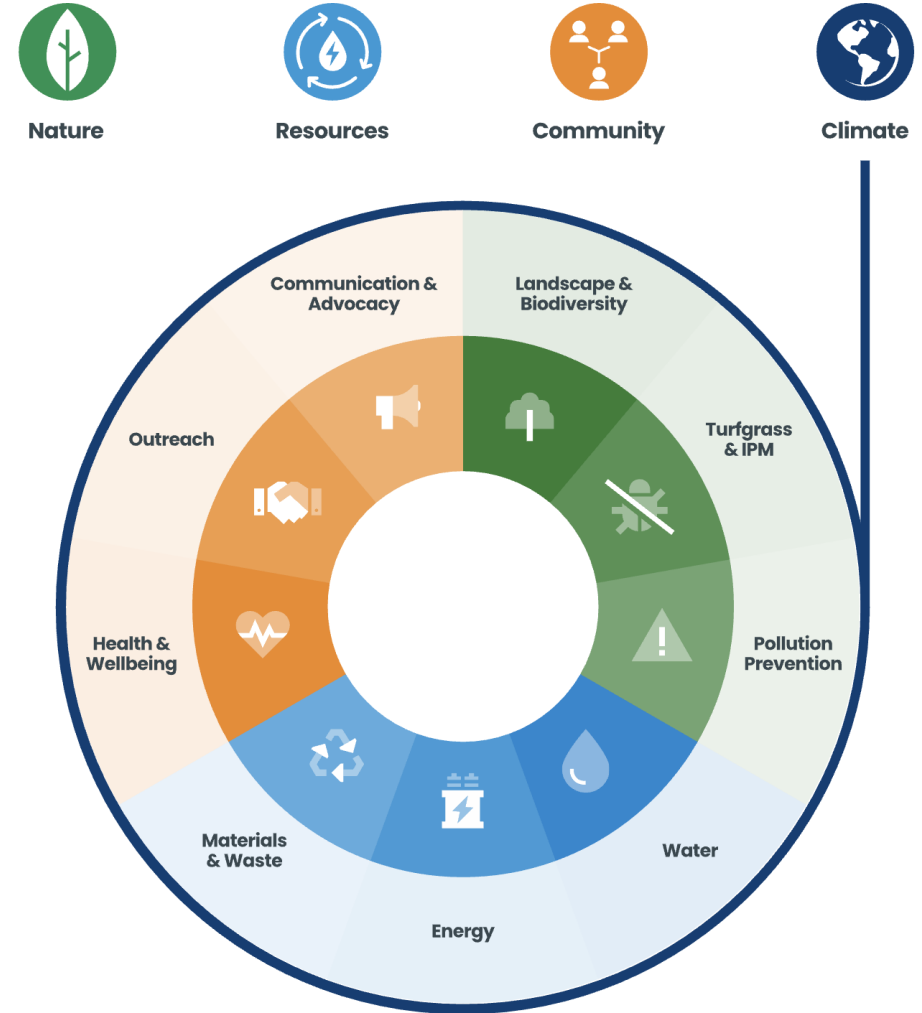 Nature
Resources
Community
Climate
Communication &
Advocacy
Landscape &
Biodiversity
Outreach
Turfgrass
& IPM
Health &
Wellbeing
Pollution
Prevention
Materials
& Waste
Water
Energy